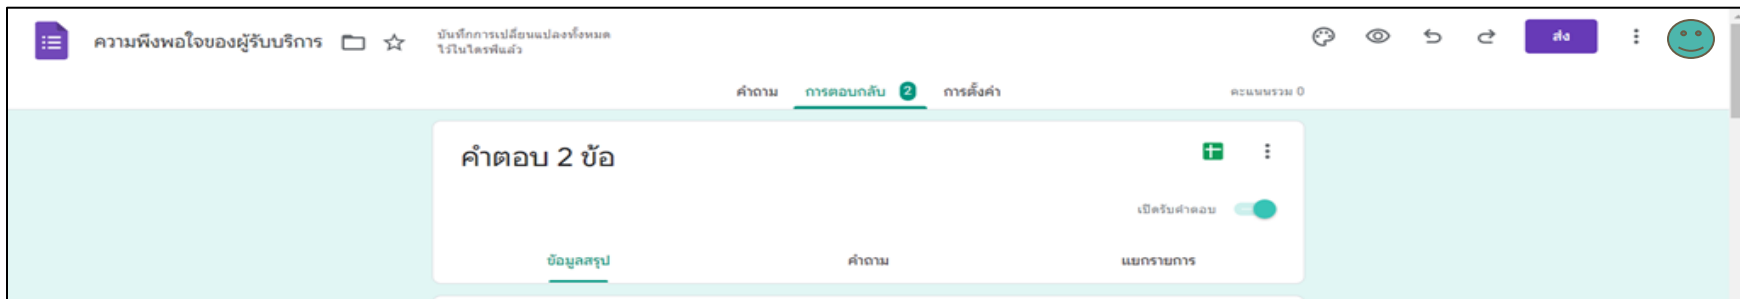 ความพึงพอใจของผู้รับบริการ
บันทึกการเปลี่ยนแปลงทั้งหมด
ไว้ในไดรฟ์แล้ว
ส่ง
คำถาม การตอบกลับ 2 การตั้งค่า
คะแนนรวม 0
คำตอบ 2 ข้อ
เปิดรับคำตอบ
ข้อมูลสรุป คำถาม แยกรายการ